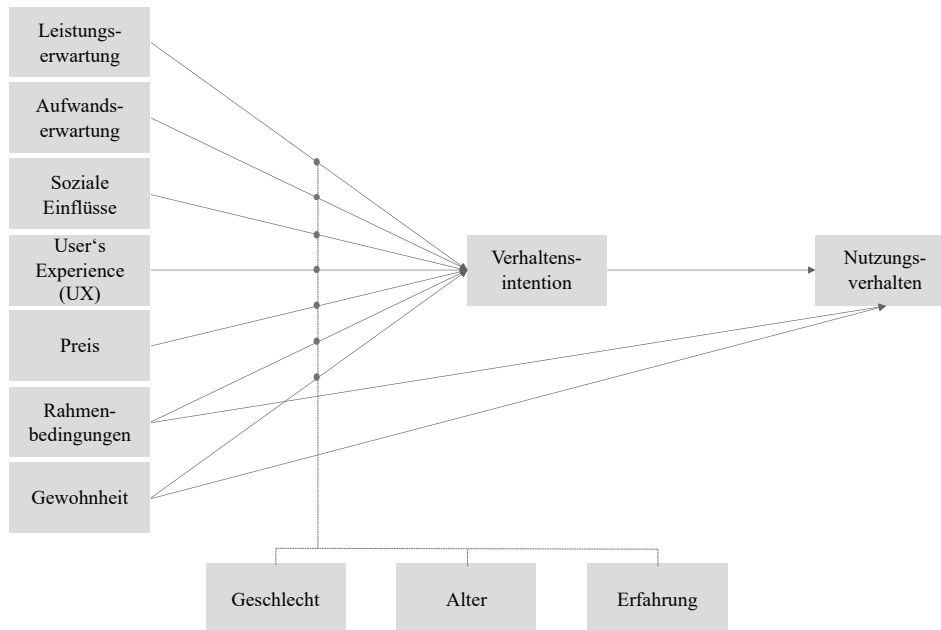 Leistungs-
erwartung
Aufwands-
erwartung
Soziale
Einflüsse
User‘s
Experience
(UX)
Preis
Rahmen-
bedingungen
Gewohnheit
Verhaltens-
intention
Nutzungs-
verhalten
Geschlecht
Alter
Erfahrung